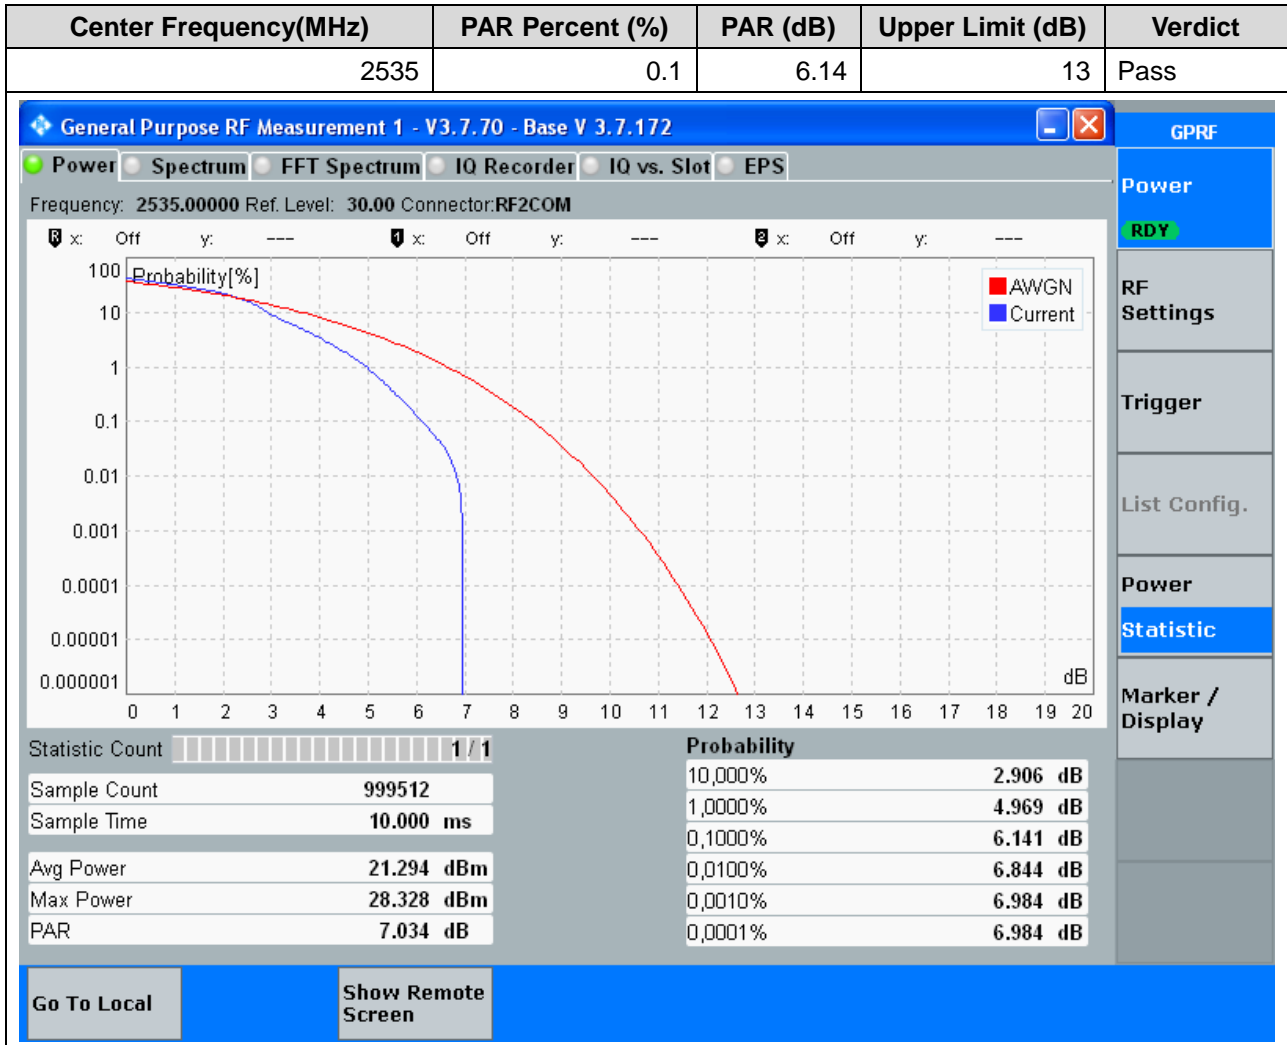 Center Frequency(MHz) PAR Percent (%) PAR (dB) Upper Limit (dB) Verdict
2535 0.1 6.14 13 Pass
General Purpose RF Measurement 1 - V3.7.70 - Base V 3.7.172
GPRF
Power Spectrum FFT Spectrum IQ Recorder IQ vs. Slot EPS
Frequency: 2535.00000 Ref. Level: 30.00 Connector:RF2COM
R x: Off y: --- 1 x: Off y: --- 2 x: Off y: ---
Probability[%]
AWGN
Current
100
10
1
0.1
0.01
0.001
0.0001
0.00001
0.000001
dB
0 1 2 3 4 5 6 7 8 9 10 11 12 13 14 15 16 17 18 19 20
Statistic Count 1 / 1
Sample Count 999512
Sample Time 10.000 ms
Avg Power 21.294 dBm
Max Power 28.328 dBm
PAR 7.034 dB
Probability
10,000% 2.906 dB
1,0000% 4.969 dB
0,1000% 6.141 dB
0,0100% 6.844 dB
0,0010% 6.984 dB
0,0001% 6.984 dB
Power
RDY
RF
Settings
Trigger
List Config.
Power
Statistic
Marker /
Display
Go To Local
Show Remote
Screen